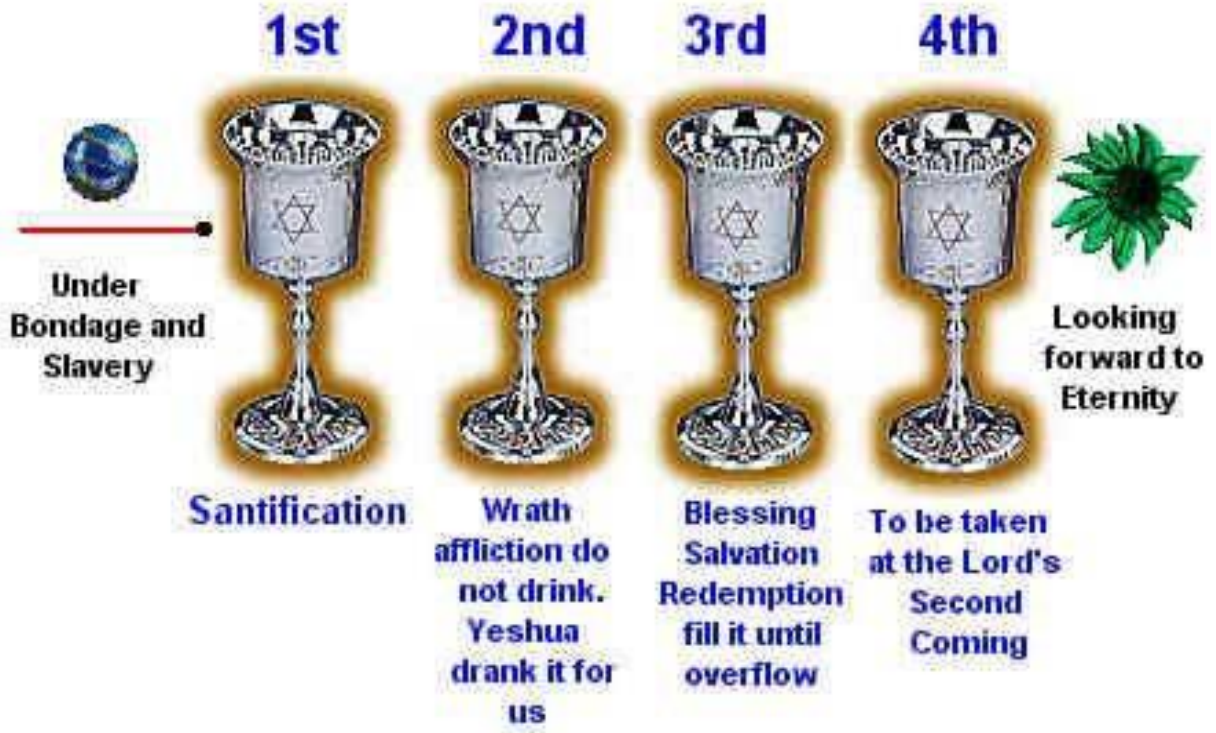 1st
2nd
3rd
4th
Under
Bondage and
Slavery
Santification
Wrath
affliction do
not drink.
Yeshua
drank it for
us
Blessing
Salvation
Redemption
fill it until
overflow
To be taken
at the Lord's
Second
Coming
Looking
forward to
Eternity